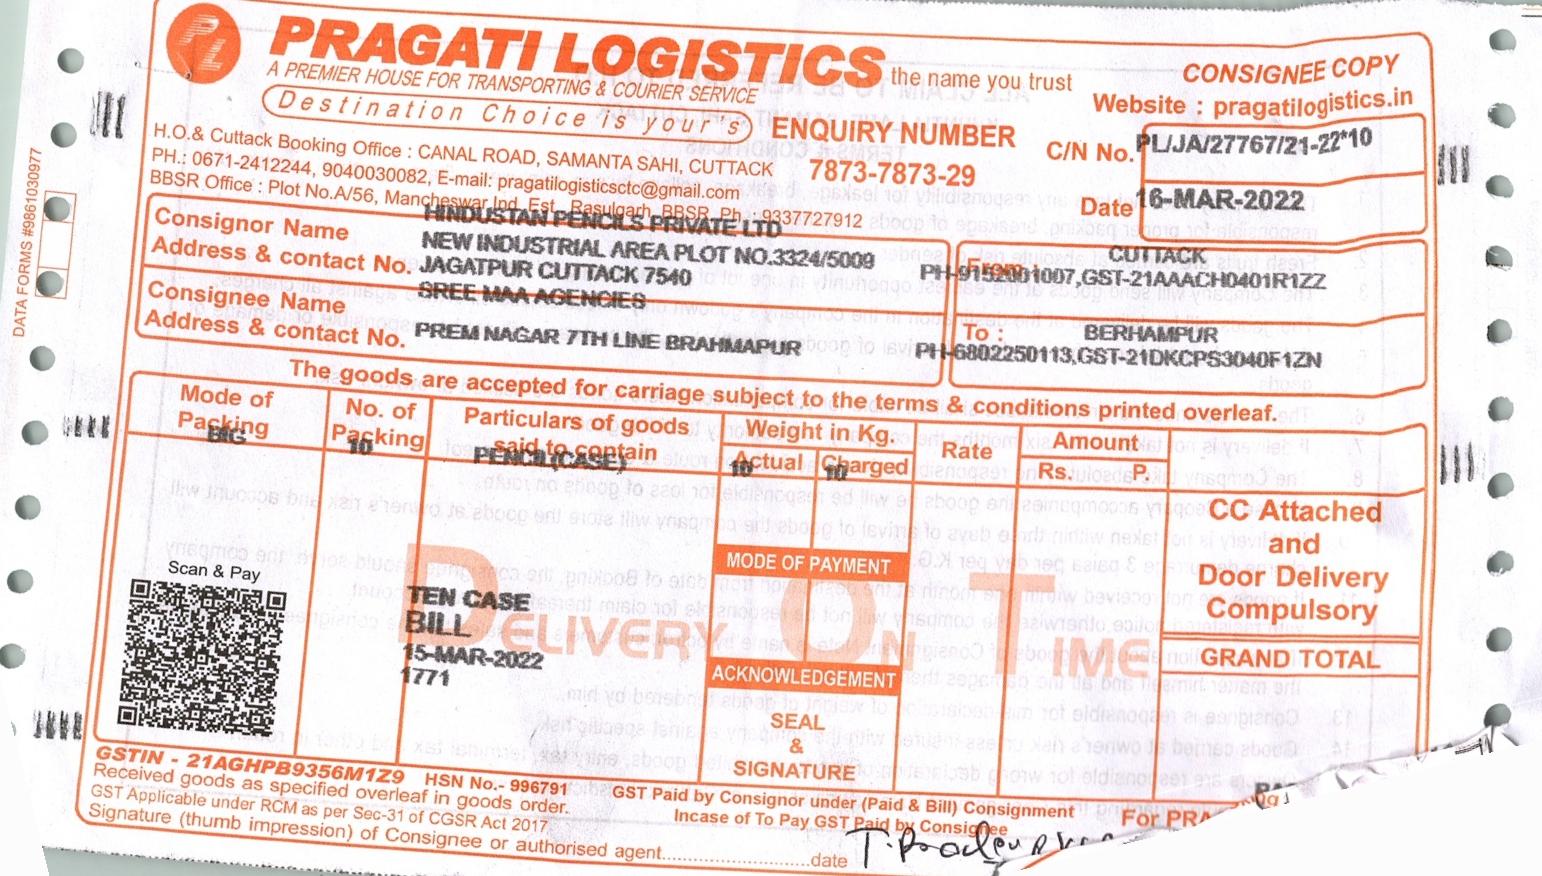 PL
PRAGATI LOGISTICS the name you trust
A PREMIER HOUSE FOR TRANSPORTING & COURIER SERVICE
Destination Choice is your's
CONSIGNEE COPY
Website : pragatilogistics.in
ENQUIRY NUMBER
7873-7873-29
C/N No. PL/JA/27767/21-22*10
Date 16-MAR-2022
H.O.& Cuttack Booking Office : CANAL ROAD, SAMANTA SAHI, CUTTACK
PH.: 0671-2412244, 9040030082, E-mail: pragatilogisticsctc@gmail.com
BBSR Office : Plot No.A/56, Mancheswar Ind. Est., Rasulgarh, BBSR, Ph.: 9337727912
DATA FORMS #9861030977
Consignor Name HINDUSTAN PENCILS PRIVATE LTD
Address & contact No. NEW INDUSTRIAL AREA PLOT NO.3324/5009
JAGATPUR CUTTACK 7540
CUTTACK
PH-9152001007,GST-21AAACH0401R1ZZ
Consignee Name SREE MAA AGENCIES
Address & contact No. PREM NAGAR 7TH LINE BRAHMAPUR
To : BERHAMPUR
PH-6802250113,GST-21DKCPS3040F1ZN
The goods are accepted for carriage subject to the terms & conditions printed overleaf.
Mode of Packing
No. of Packing
Particulars of goods said to contain
Weight in Kg.
Actual
Charged
Rate
Amount
Rs. P.
BIG
10
PENCIL(CASE)
10
10
CC Attached
and
Door Delivery
Compulsory
GRAND TOTAL
Scan & Pay
TEN CASE
BILL
15-MAR-2022
1771
DELIVERY ON TIME
MODE OF PAYMENT
ACKNOWLEDGEMENT
SEAL
&
SIGNATURE
GSTIN - 21AGHPB9356M1Z9 HSN No.- 996791
Received goods as specified overleaf in goods order.
GST Applicable under RCM as per Sec-31 of CGSR Act 2017
Signature (thumb impression) of Consignee or authorised agent..............................date
GST Paid by Consignor under (Paid & Bill) Consignment
Incase of To Pay GST Paid by Consignee
For PRA